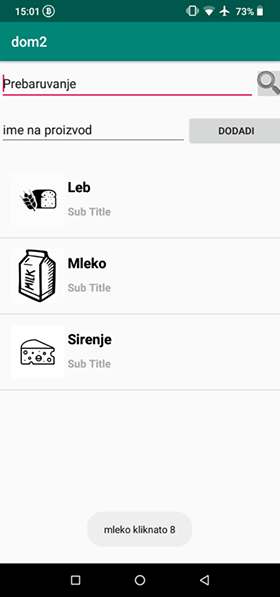 15:01
73%
dom2
Prebaruvanje
ime na proizvod
DODADI
Leb
Sub Title
MILK
Mleko
Sub Title
Sirenje
Sub Title
mleko kliknato 8